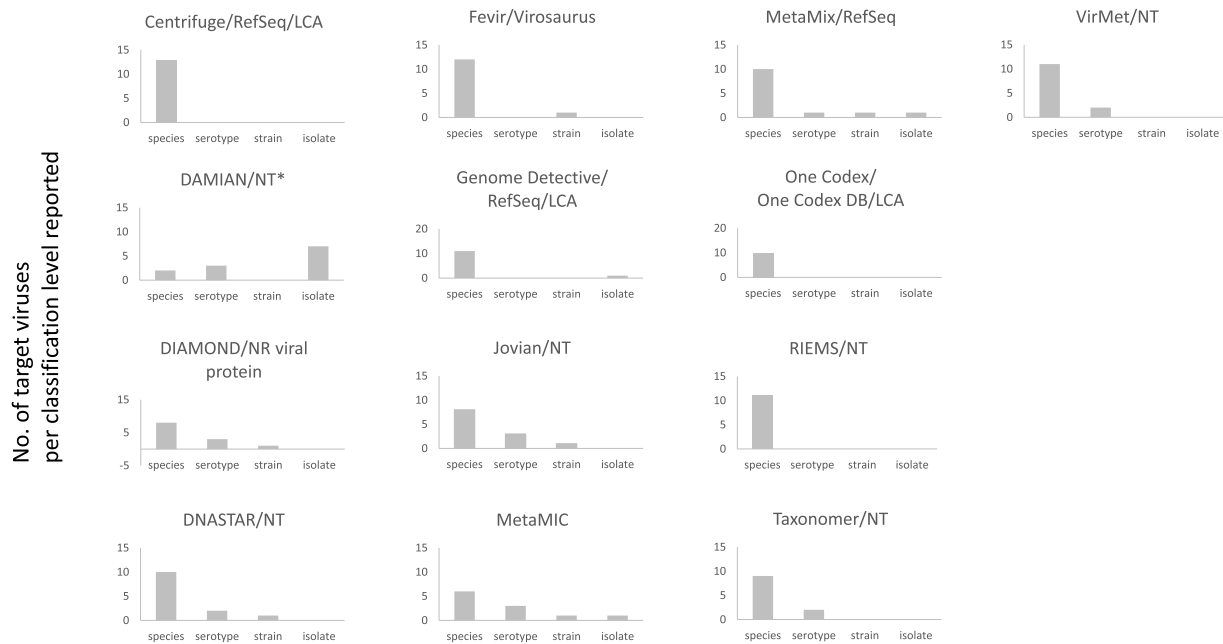 No. of target viruses
per classification level reported
Centrifuge/RefSeq/LCA
15
10
5
0
species serotype strain isolate
Fevir/Virosaurus
15
10
5
0
species serotype strain isolate
MetaMix/RefSeq
15
10
5
0
species serotype strain isolate
VirMet/NT
15
10
5
0
species serotype strain isolate
DAMIAN/NT*
15
10
5
0
species serotype strain isolate
Genome Detective/
RefSeq/LCA
20
10
0
species serotype strain isolate
One Codex/
One Codex DB/LCA
20
10
0
species serotype strain isolate
DIAMOND/NR viral
protein
15
5
-5
species serotype strain isolate
Jovian/NT
15
10
5
0
species serotype strain isolate
RIEMS/NT
15
10
5
0
species serotype strain isolate
DNASTAR/NT
15
10
5
0
species serotype strain isolate
MetaMIC
15
10
5
0
species serotype strain isolate
Taxonomer/NT
15
10
5
0
species serotype strain isolate